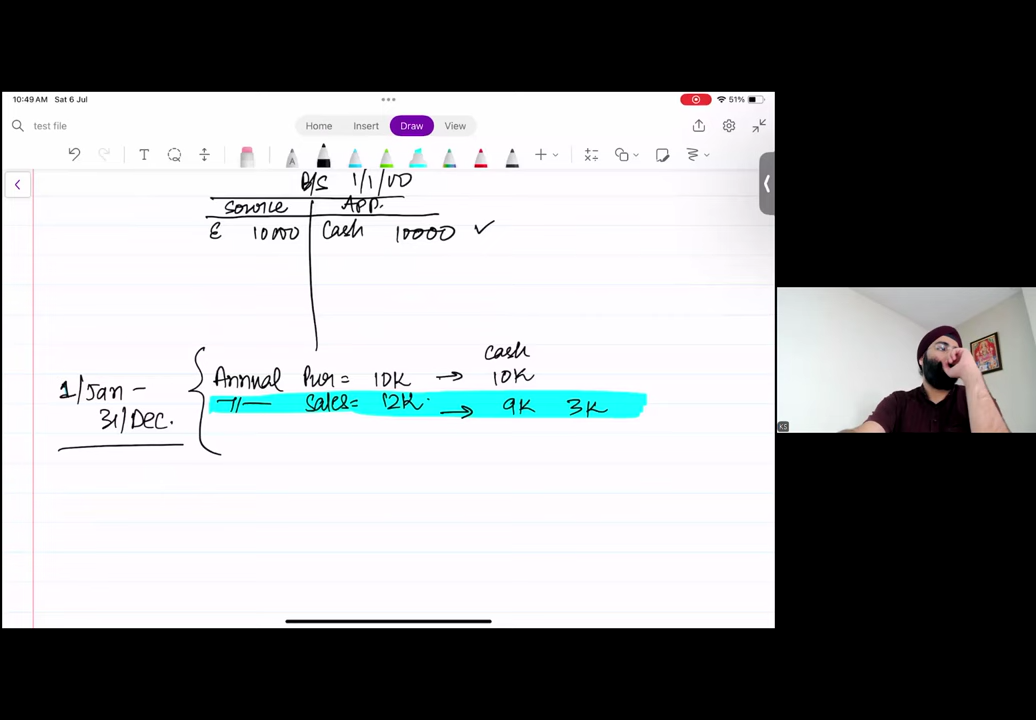 10:49 AM Sat 6 Jul
51%
test file
Home Insert Draw View
T
A
B/S 1/1/00
Source App.
E 10000 Cash 10000 ✓
cash
1/Jan - 31/Dec.
Annual Pur = 10K → 10K
—"— Sales = 12K → 9K 3K
KS